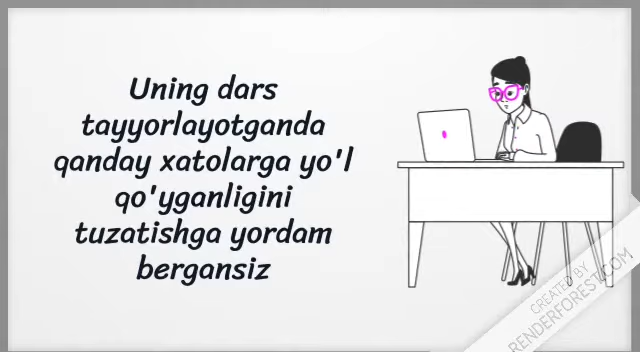 Uning dars
tayyorlayotganda
qanday xatolarga yo'l
qo'yganligini
tuzatishga yordam
bergansiz
CREATED BY
RENDERFOREST.COM